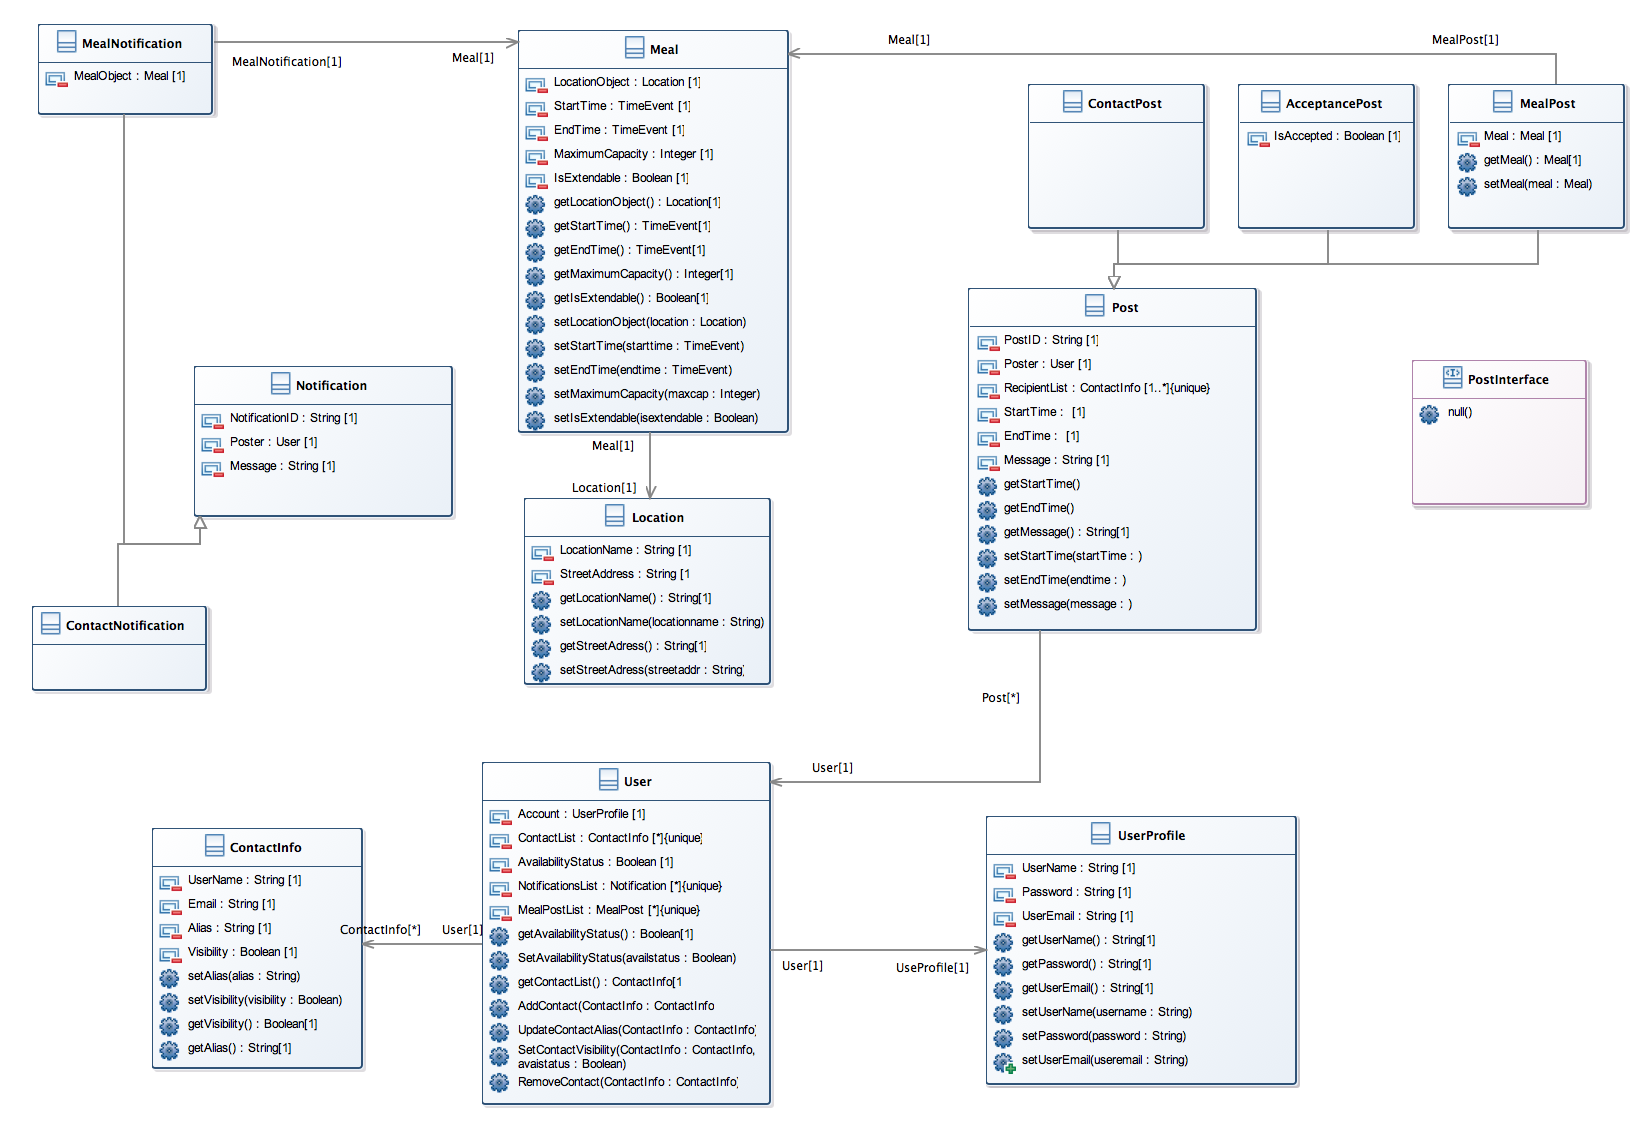 MealNotification
MealObject : Meal [1]
MealNotification[1]
Meal[1]
Meal
LocationObject : Location [1]
StartTime : TimeEvent [1]
EndTime : TimeEvent [1]
MaximumCapacity : Integer [1]
IsExtendable : Boolean [1]
getLocationObject() : Location[1]
getStartTime() : TimeEvent[1]
getEndTime() : TimeEvent[1]
getMaximumCapacity() : Integer[1]
getIsExtendable() : Boolean[1]
setLocationObject(location : Location)
setStartTime(starttime : TimeEvent)
setEndTime(endtime : TimeEvent)
setMaximumCapacity(maxcap : Integer)
setIsExtendable(isextendable : Boolean)
Meal[1]
MealPost[1]
ContactPost
AcceptancePost
IsAccepted : Boolean [1]
MealPost
Meal : Meal [1]
getMeal() : Meal[1]
setMeal(meal : Meal)
Notification
NotificationID : String [1]
Poster : User [1]
Message : String [1]
Post
PostID : String [1]
Poster : User [1]
RecipientList : ContactInfo [1..*]{unique}
StartTime :  [1]
EndTime :  [1]
Message : String [1]
getStartTime()
getEndTime()
getMessage() : String[1]
setStartTime(startTime : )
setEndTime(endtime : )
setMessage(message : )
PostInterface
null()
Meal[1]
Location[1]
Location
LocationName : String [1]
StreetAddress : String [1
getLocationName() : String[1]
setLocationName(locationname : String)
getStreetAdress() : String[1]
setStreetAdress(streetaddr : String)
ContactNotification
Post[*]
User[1]
User
Account : UserProfile [1]
ContactList : ContactInfo [*]{unique}
AvailabilityStatus : Boolean [1]
NotificationsList : Notification [*]{unique}
MealPostList : MealPost [*]{unique}
getAvailabilityStatus() : Boolean[1]
SetAvailabilityStatus(availstatus : Boolean)
getContactList() : ContactInfo[1
AddContact(ContactInfo : ContactInfo
UpdateContactAlias(ContactInfo : ContactInfo)
SetContactVisibility(ContactInfo : ContactInfo,
avaistatus : Boolean)
RemoveContact(ContactInfo : ContactInfo)
ContactInfo
UserName : String [1]
Email : String [1]
Alias : String [1]
Visibility : Boolean [1]
setAlias(alias : String)
setVisibility(visibility : Boolean)
getVisibility() : Boolean[1]
getAlias() : String[1]
ContactInfo[*]
User[1]
User[1]
UseProfile[1]
UserProfile
UserName : String [1]
Password : String [1]
UserEmail : String [1]
getUserName() : String[1]
getPassword() : String[1]
getUserEmail() : String[1]
setUserName(username : String)
setPassword(password : String)
setUserEmail(useremail : String)